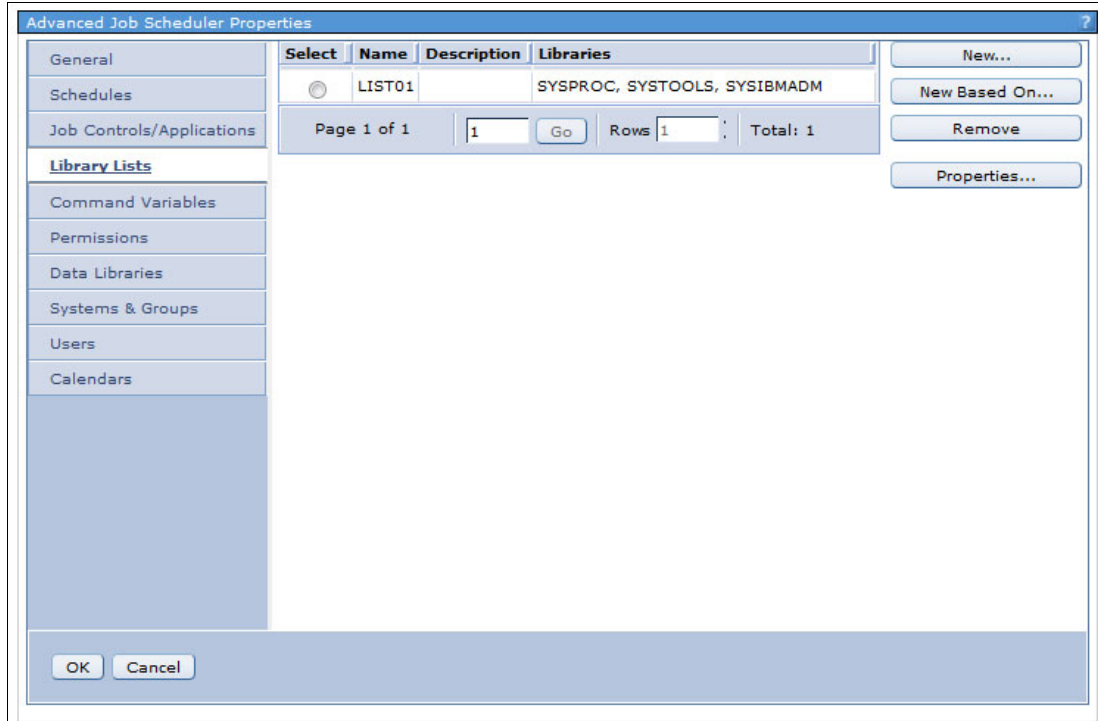 Advanced Job Scheduler Properties ?
General
Schedules
Job Controls/Applications
Library Lists
Command Variables
Permissions
Data Libraries
Systems & Groups
Users
Calendars
Select Name Description Libraries
LIST01 SYSPROC, SYSTOOLS, SYSIBMADM
Page 1 of 1 1 Go Rows 1 Total: 1
New...
New Based On...
Remove
Properties...
OK Cancel